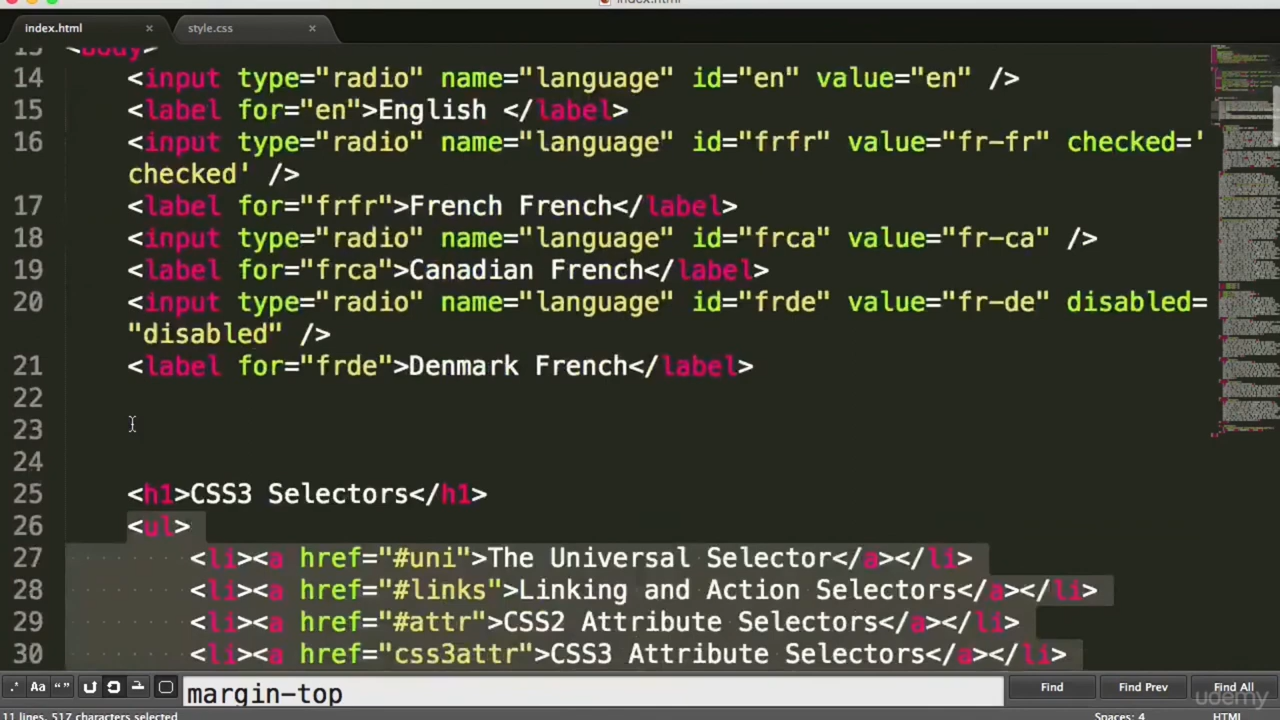 index.html
index.html × style.css ×
13 <body>
14 <input type="radio" name="language" id="en" value="en" />
15 <label for="en">English </label>
16 <input type="radio" name="language" id="frfr" value="fr-fr" checked='
checked' />
17 <label for="frfr">French French</label>
18 <input type="radio" name="language" id="frca" value="fr-ca" />
19 <label for="frca">Canadian French</label>
20 <input type="radio" name="language" id="frde" value="fr-de" disabled=
"disabled" />
21 <label for="frde">Denmark French</label>
22
23
24
25 <h1>CSS3 Selectors</h1>
26 <ul>
27 <li><a href="#uni">The Universal Selector</a></li>
28 <li><a href="#links">Linking and Action Selectors</a></li>
29 <li><a href="#attr">CSS2 Attribute Selectors</a></li>
30 <li><a href="css3attr">CSS3 Attribute Selectors</a></li>
.* Aa “” margin-top Find Find Prev Find All
udemy
11 lines, 517 characters selected Spaces: 4 HTML